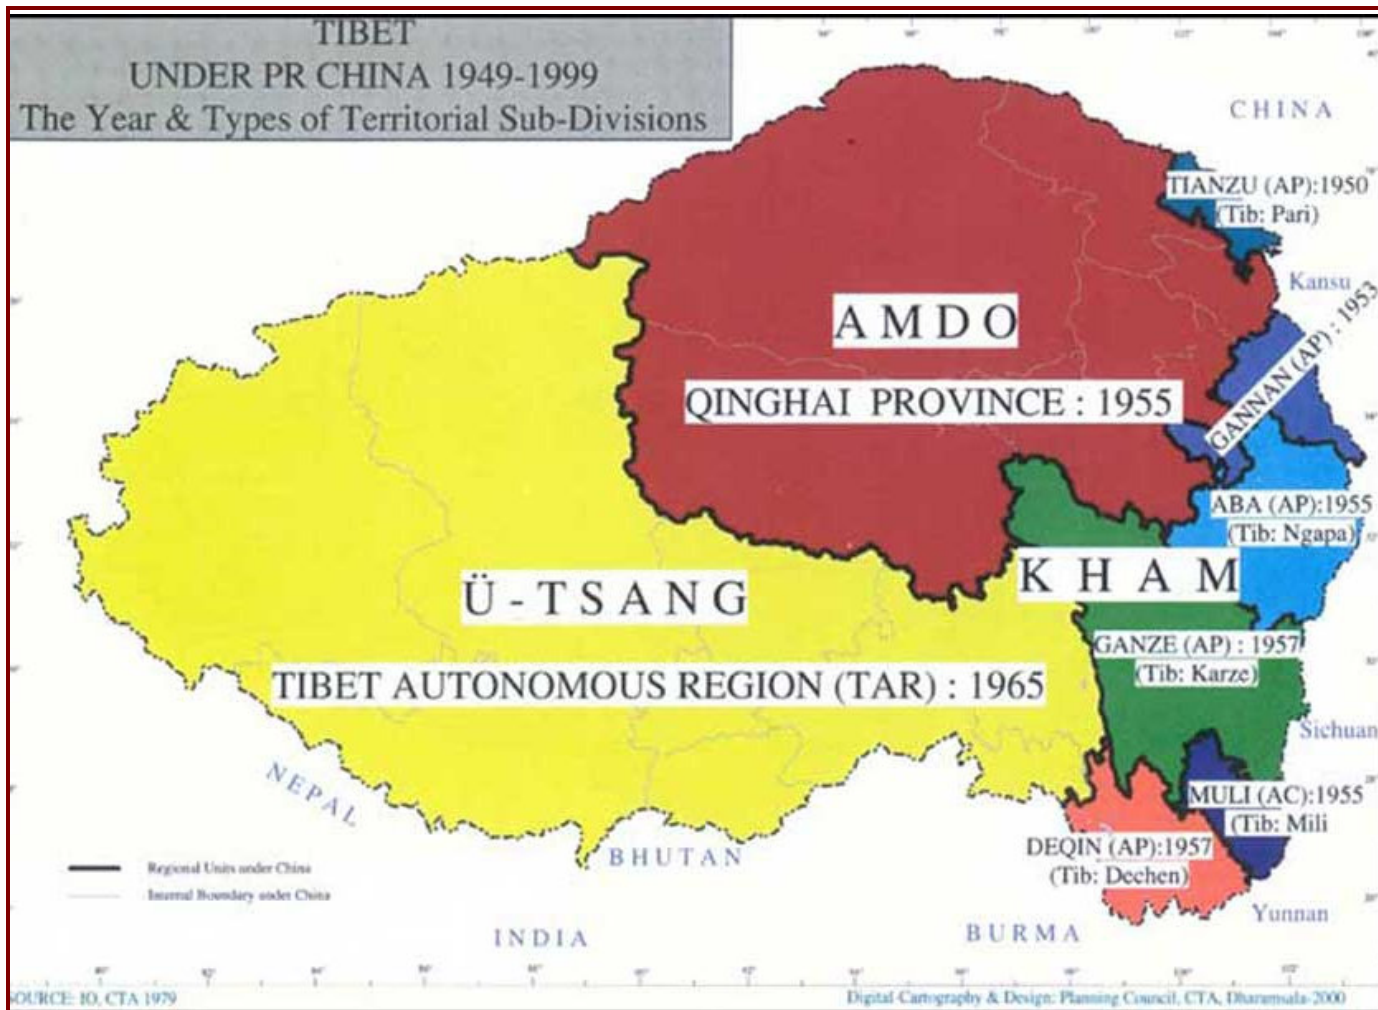 TIBET
UNDER PR CHINA 1949-1999
The Year & Types of Territorial Sub-Divisions
CHINA
TIANZU (AP):1950
(Tib: Pari)
Kansu
GANNAN (AP) : 1953
AMDO
QINGHAI PROVINCE : 1955
ABA (AP):1955
(Tib: Ngapa)
KHAM
Ü-TSANG
GANZE (AP) : 1957
(Tib: Karze)
TIBET AUTONOMOUS REGION (TAR) : 1965
Sichuan
NEPAL
MULI (AC):1955
(Tib: Mili
DEQIN (AP):1957
(Tib: Dechen)
BHUTAN
Regional Units under China
Internal Boundary under China
Yunnan
INDIA
BURMA
SOURCE: IO, CTA 1979
Digital Cartography & Design: Planning Council, CTA, Dharamsala-2000